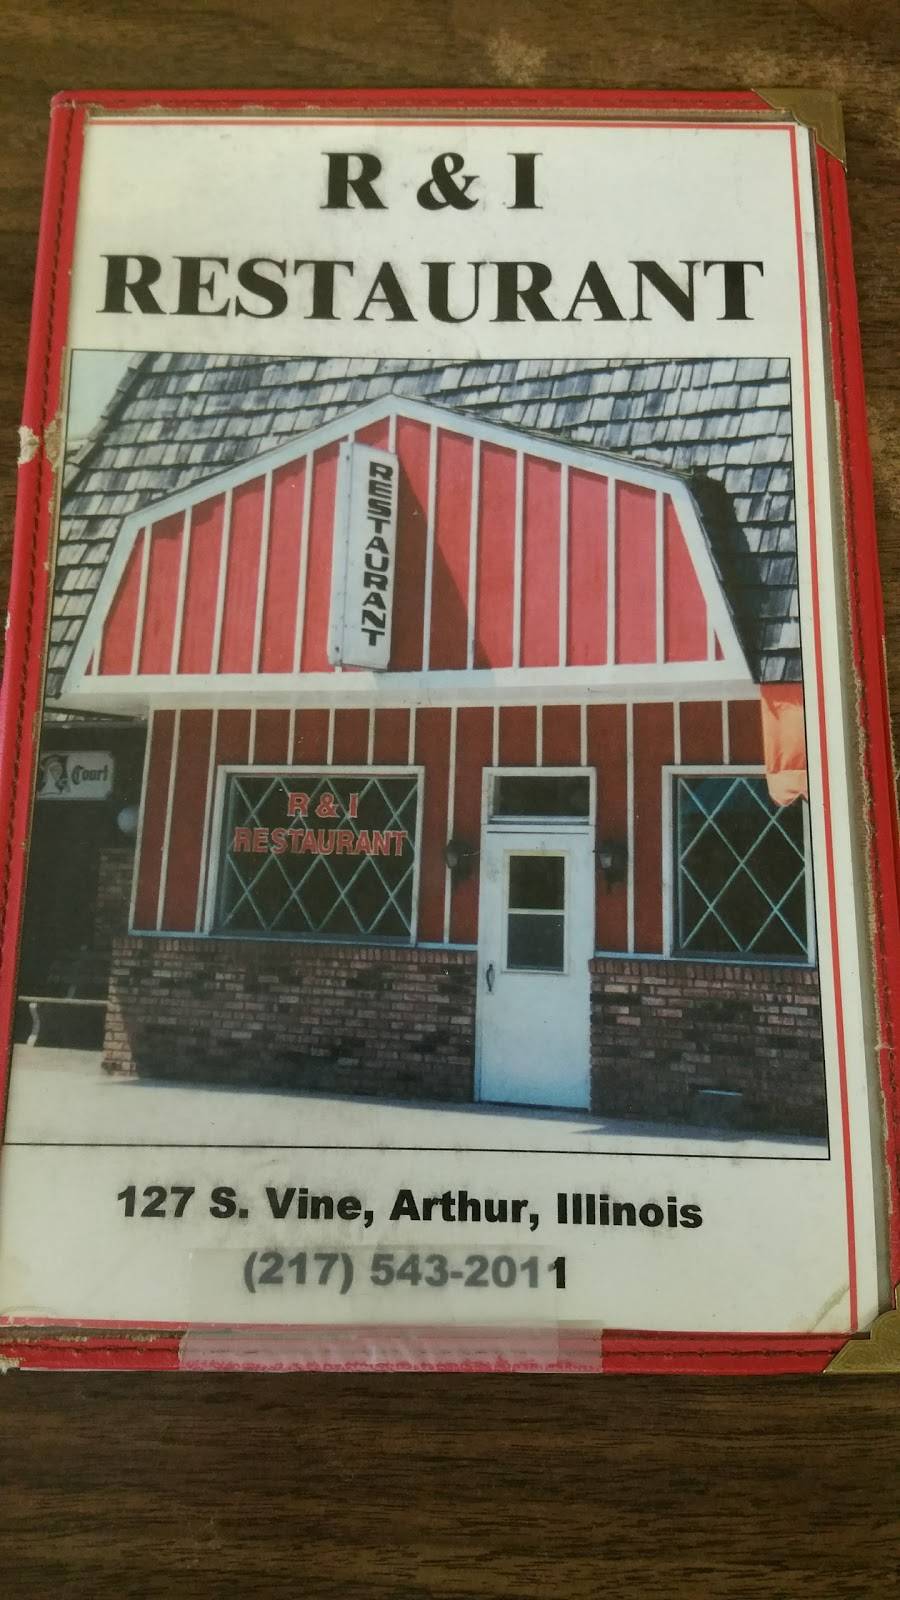 R & I
RESTAURANT
RESTAURANT
Court
R & I
RESTAURANT
127 S. Vine, Arthur, Illinois
(217) 543-2011